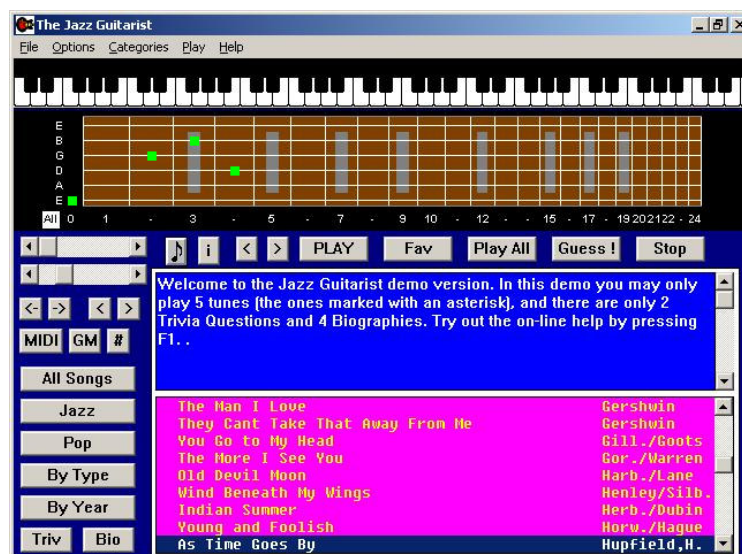 The Jazz Guitarist
File Options Categories Play Help
E
B
G
D
A
E
All 0 1 - 3 - 5 - 7 - 9 10 - 12 - - 15 - 17 - 19 20 21 22 - 24
i < > PLAY Fav Play All Guess ! Stop
<- -> < >
MIDI GM #
All Songs
Jazz
Pop
By Type
By Year
Triv Bio
Welcome to the Jazz Guitarist demo version. In this demo you may only
play 5 tunes (the ones marked with an asterisk), and there are only 2
Trivia Questions and 4 Biographies. Try out the on-line help by pressing
F1. .
The Man I Love Gershwin
They Cant Take That Away From Me Gershwin
You Go to My Head Gill./Goots
The More I See You Gor./Warren
Old Devil Moon Harb./Lane
Wind Beneath My Wings Henley/Silb.
Indian Summer Herb./Dubin
Young and Foolish Horw./Hague
As Time Goes By Hupfield,H.